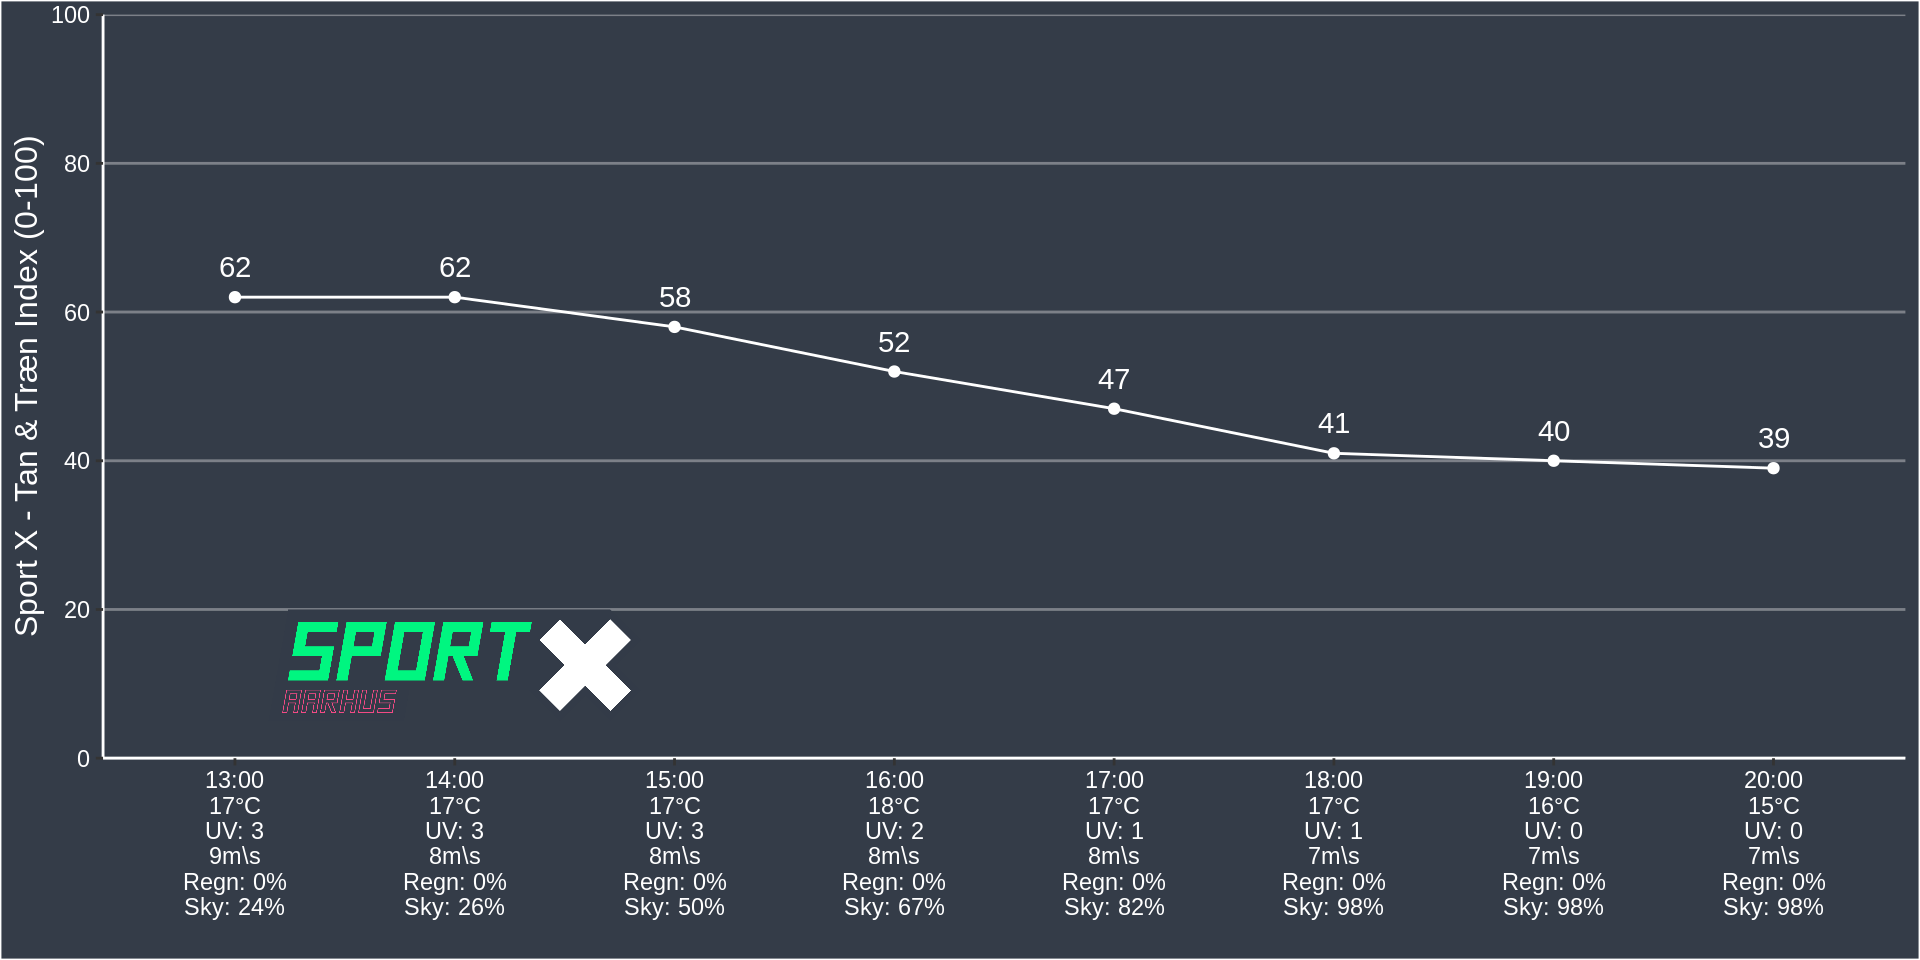 Sport X - Tan & Træn Index (0-100)
100
80
60
40
20
0
62
62
58
52
47
41
40
39
SPORT X
AARHUS
13:00
17°C
UV: 3
9m\s
Regn: 0%
Sky: 24%
14:00
17°C
UV: 3
8m\s
Regn: 0%
Sky: 26%
15:00
17°C
UV: 3
8m\s
Regn: 0%
Sky: 50%
16:00
18°C
UV: 2
8m\s
Regn: 0%
Sky: 67%
17:00
17°C
UV: 1
8m\s
Regn: 0%
Sky: 82%
18:00
17°C
UV: 1
7m\s
Regn: 0%
Sky: 98%
19:00
16°C
UV: 0
7m\s
Regn: 0%
Sky: 98%
20:00
15°C
UV: 0
7m\s
Regn: 0%
Sky: 98%